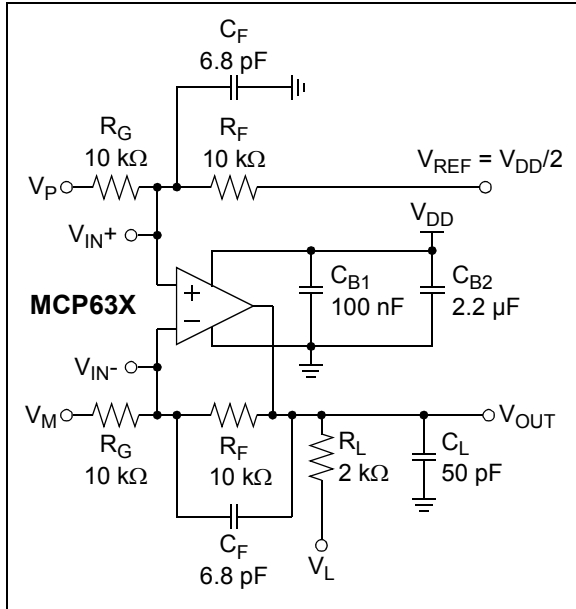 C_F
6.8 pF
R_G
10 kΩ
R_F
10 kΩ
V_REF = V_DD/2
V_P
V_DD
V_IN+
MCP63X
+
−
C_B1
100 nF
C_B2
2.2 µF
V_IN-
V_M
V_OUT
R_G
10 kΩ
R_F
10 kΩ
R_L
2 kΩ
C_L
50 pF
C_F
6.8 pF
V_L